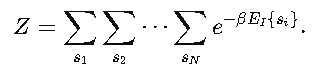 $Z = \sum_{s_1} \sum_{s_2} \cdots \sum_{s_N} e^{-\beta E_I \{s_i\}}.$